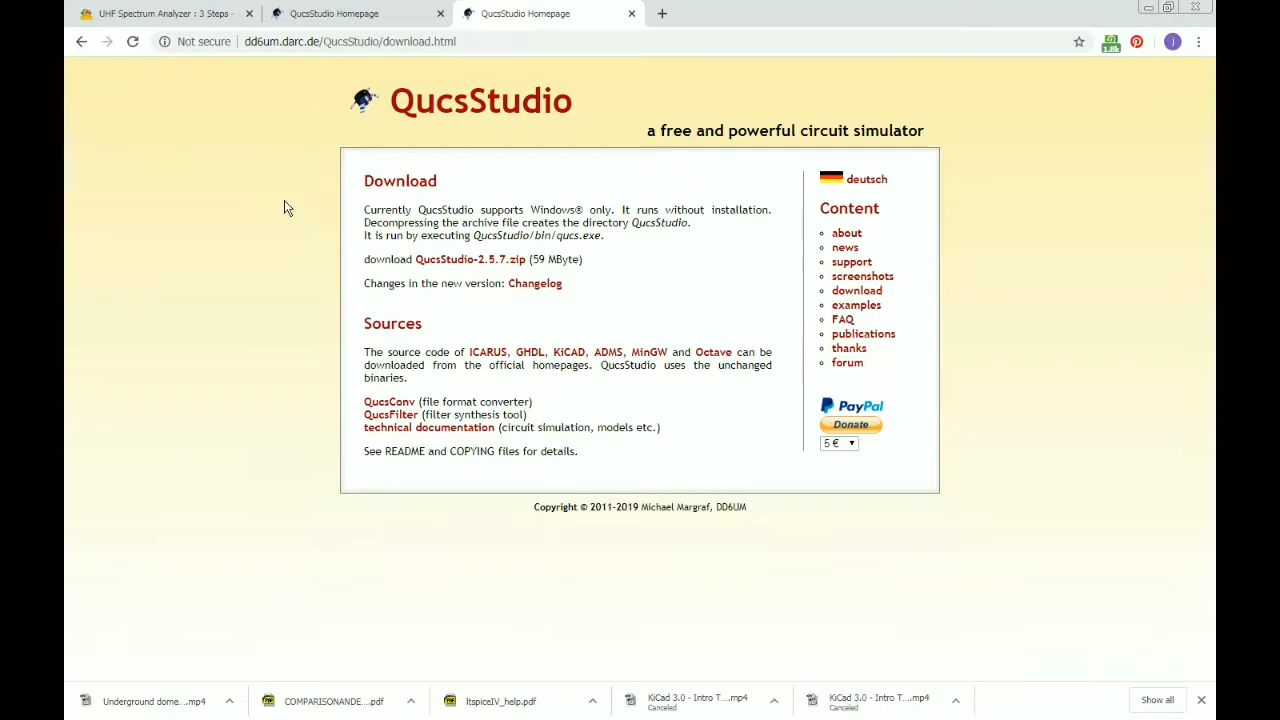 UHF Spectrum Analyzer : 3 Steps -
QucsStudio Homepage
QucsStudio Homepage
Not secure
dd6um.darc.de/QucsStudio/download.html
1.8k
j
QucsStudio
a free and powerful circuit simulator
Download
Currently QucsStudio supports Windows® only. It runs without installation.
Decompressing the archive file creates the directory QucsStudio.
It is run by executing QucsStudio/bin/qucs.exe.
download QucsStudio-2.5.7.zip (59 MByte)
Changes in the new version: Changelog
Sources
The source code of ICARUS, GHDL, KiCAD, ADMS, MinGW and Octave can be
downloaded from the official homepages. QucsStudio uses the unchanged
binaries.
QucsConv (file format converter)
QucsFilter (filter synthesis tool)
technical documentation (circuit simulation, models etc.)
See README and COPYING files for details.
deutsch
Content
about
news
support
screenshots
download
examples
FAQ
publications
thanks
forum
PayPal
Donate
5 €
Copyright © 2011-2019 Michael Margraf, DD6UM
Underground dome....mp4
COMPARISONANDE....pdf
ltspiceIV_help.pdf
KiCad 3.0 - Intro T....mp4
Canceled
KiCad 3.0 - Intro T....mp4
Canceled
Show all